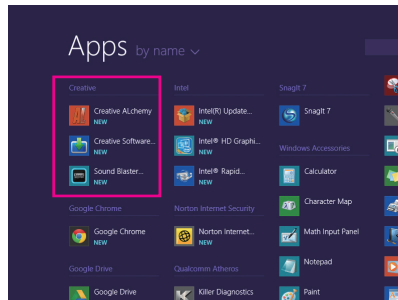 Apps by name
Creative
Creative ALchemy
NEW
Creative Software...
NEW
Sound Blaster...
NEW
Google Chrome
Google Chrome
NEW
Google Drive
Google Drive
Intel
Intel(R) Update...
NEW
Intel® HD Graphi...
NEW
Intel® Rapid...
NEW
Norton Internet Security
Norton Internet...
NEW
Qualcomm Atheros
Killer Diagnostics
SnagIt 7
SnagIt 7
Windows Accessories
Calculator
Character Map
Math Input Panel
Notepad
Paint